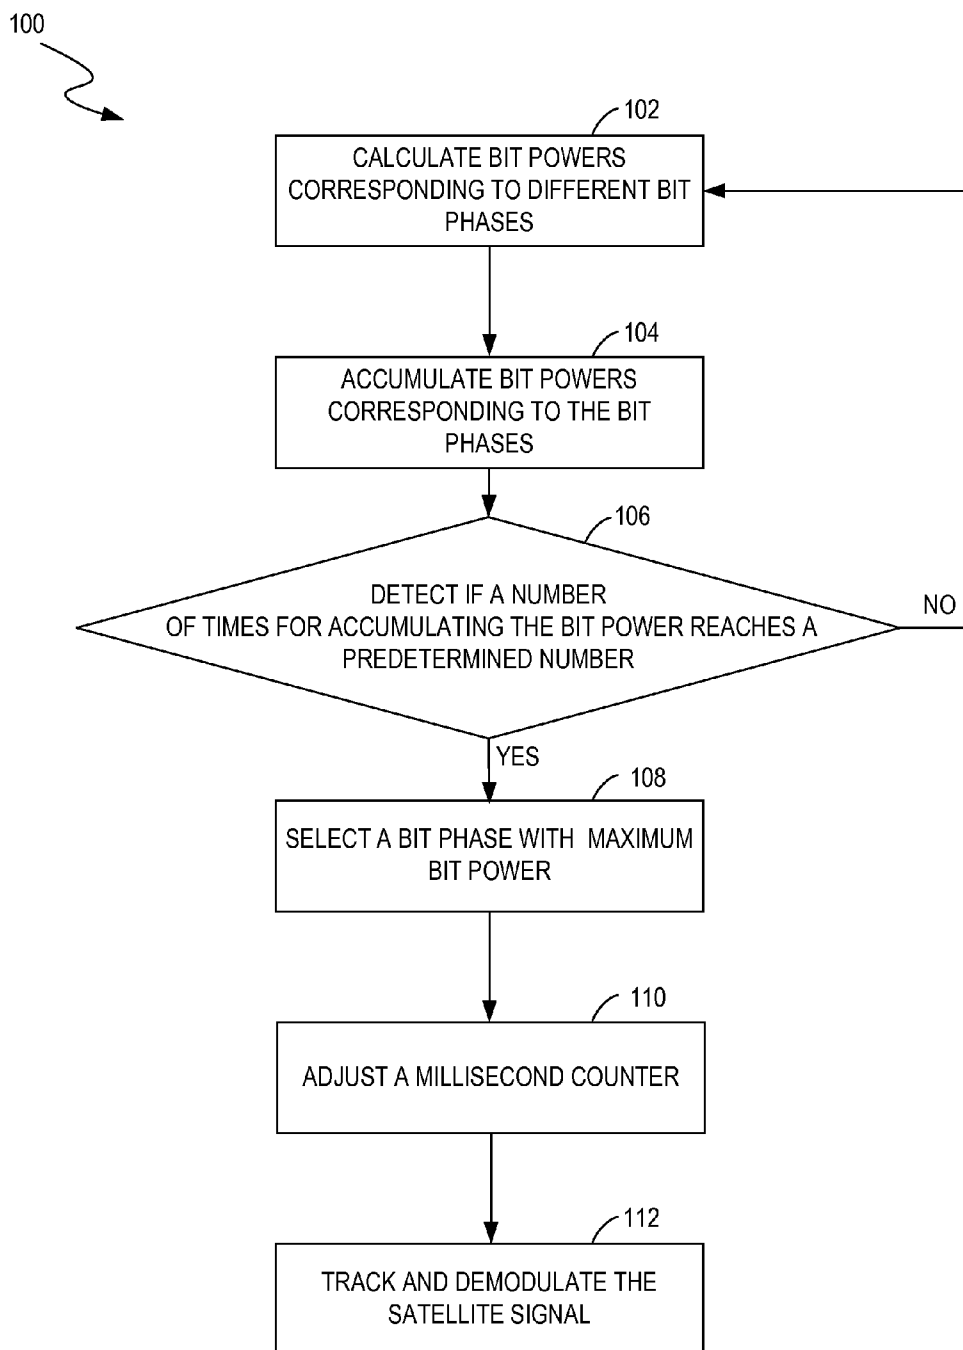 100
102
CALCULATE BIT POWERS
CORRESPONDING TO DIFFERENT BIT
PHASES
104
ACCUMULATE BIT POWERS
CORRESPONDING TO THE BIT
PHASES
106
DETECT IF A NUMBER
OF TIMES FOR ACCUMULATING THE BIT POWER REACHES A
PREDETERMINED NUMBER
NO
YES
108
SELECT A BIT PHASE WITH MAXIMUM
BIT POWER
110
ADJUST A MILLISECOND COUNTER
112
TRACK AND DEMODULATE THE
SATELLITE SIGNAL